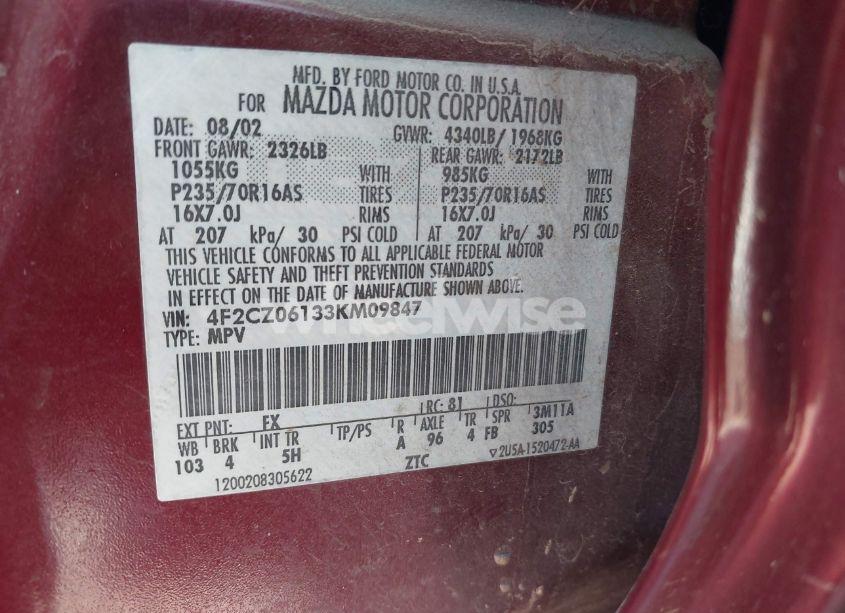 MFD. BY FORD MOTOR CO. IN U.S.A.
FOR MAZDA MOTOR CORPORATION
DATE: 08/02 GVWR: 4340LB/ 1968KG
FRONT GAWR: 2326LB REAR GAWR: 2172LB
1055KG WITH 985KG WITH
P235/70R16AS TIRES P235/70R16AS TIRES
16X7.0J RIMS 16X7.0J RIMS
AT 207 kPa/ 30 PSI COLD AT 207 kPa/ 30 PSI COLD
THIS VEHICLE CONFORMS TO ALL APPLICABLE FEDERAL MOTOR
VEHICLE SAFETY AND THEFT PREVENTION STANDARDS
IN EFFECT ON THE DATE OF MANUFACTURE SHOWN ABOVE.
VIN: 4F2CZ06133KM09847
TYPE: MPV
wheelwise
EXT PNT: FX RC: 81 DSO:
WB BRK INT TR TP/PS R AXLE TR SPR 3M11A
103 4 5H A 96 4 FB 305
1200208305622 ZTC 2U5A-1520472-AA